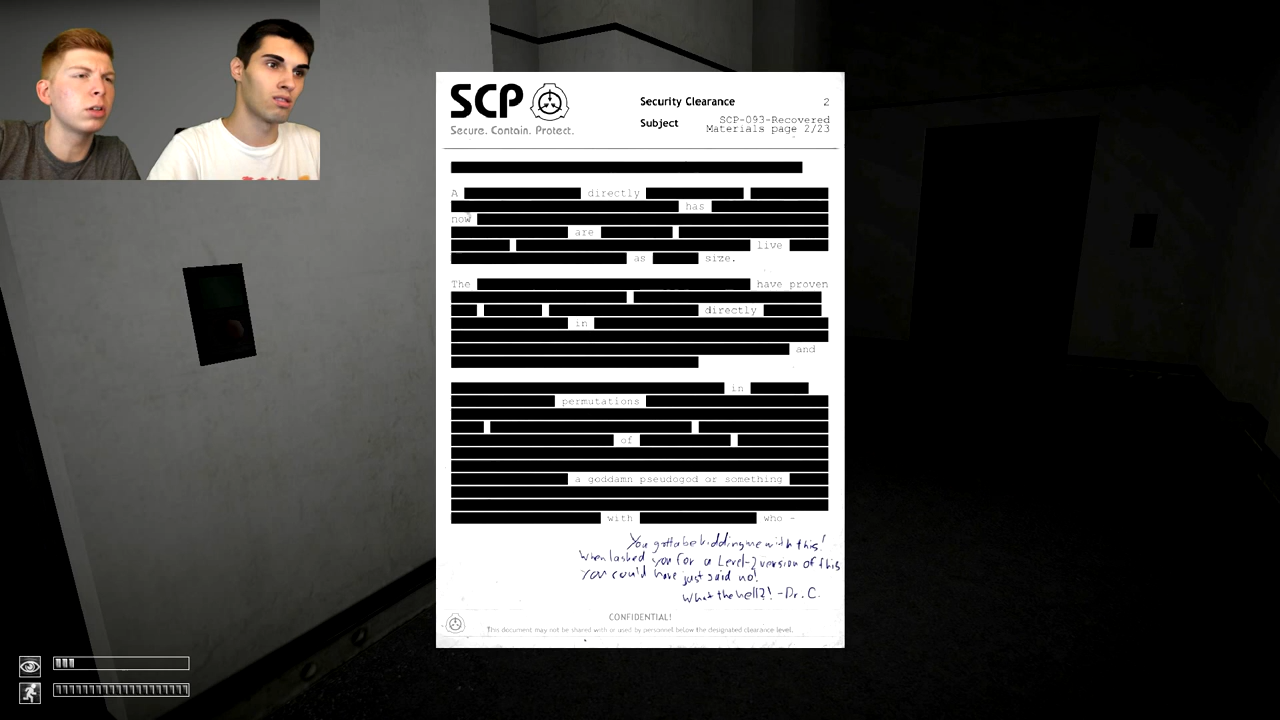 SCP
Secure. Contain. Protect.
Security Clearance 2
Subject SCP-093-Recovered
Materials page 2/23
A directly
has
now
are
live
as size.
The have proven
directly
in
and
in
permutations
of
a goddamn pseudogod or something
with who -
You gotta be kidding me with this!
When I asked you for a Level-2 version of this
you could have just said no!
What the hell?! -Dr. C.
CONFIDENTIAL!
This document may not be shared with or used by personnel below the designated clearance level.